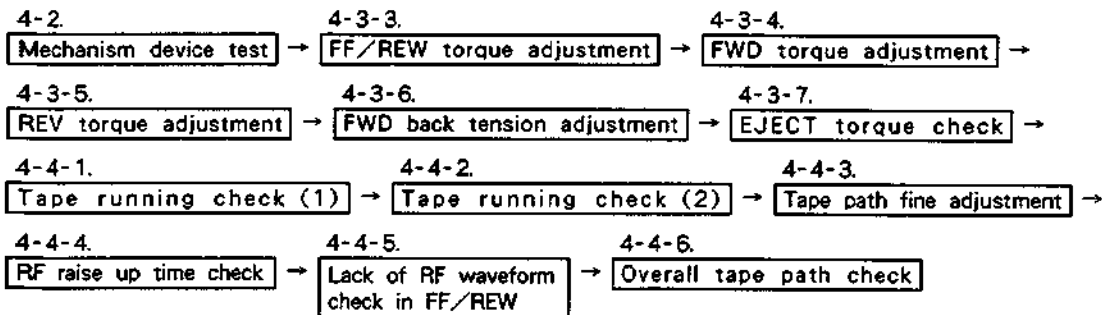 4-2. 4-3-3. 4-3-4.
Mechanism device test → FF/REW torque adjustment → FWD torque adjustment →
4-3-5. 4-3-6. 4-3-7.
REV torque adjustment → FWD back tension adjustment → EJECT torque check →
4-4-1. 4-4-2. 4-4-3.
Tape running check (1) → Tape running check (2) → Tape path fine adjustment →
4-4-4. 4-4-5. 4-4-6.
RF raise up time check → Lack of RF waveform → Overall tape path check
check in FF/REW